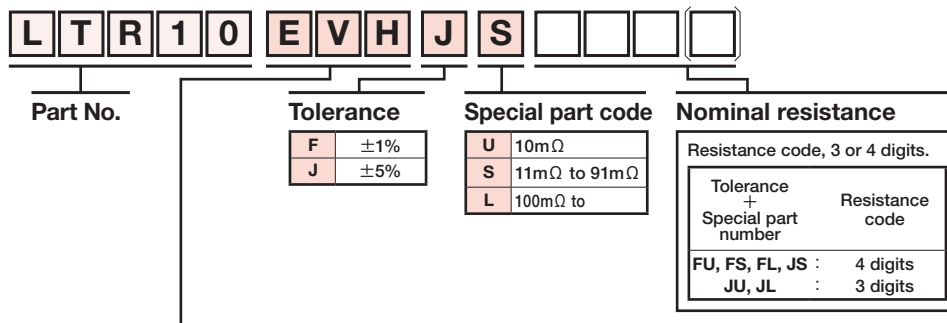 LTR10 EVH J S
Part No.
Tolerance
F ±1%
J ±5%
Special part code
U 10mΩ
S 11mΩ to 91mΩ
L 100mΩ to
Nominal resistance
Resistance code, 3 or 4 digits.
Tolerance
+
Special part
number
Resistance
code
FU, FS, FL, JS : 4 digits
JU, JL : 3 digits